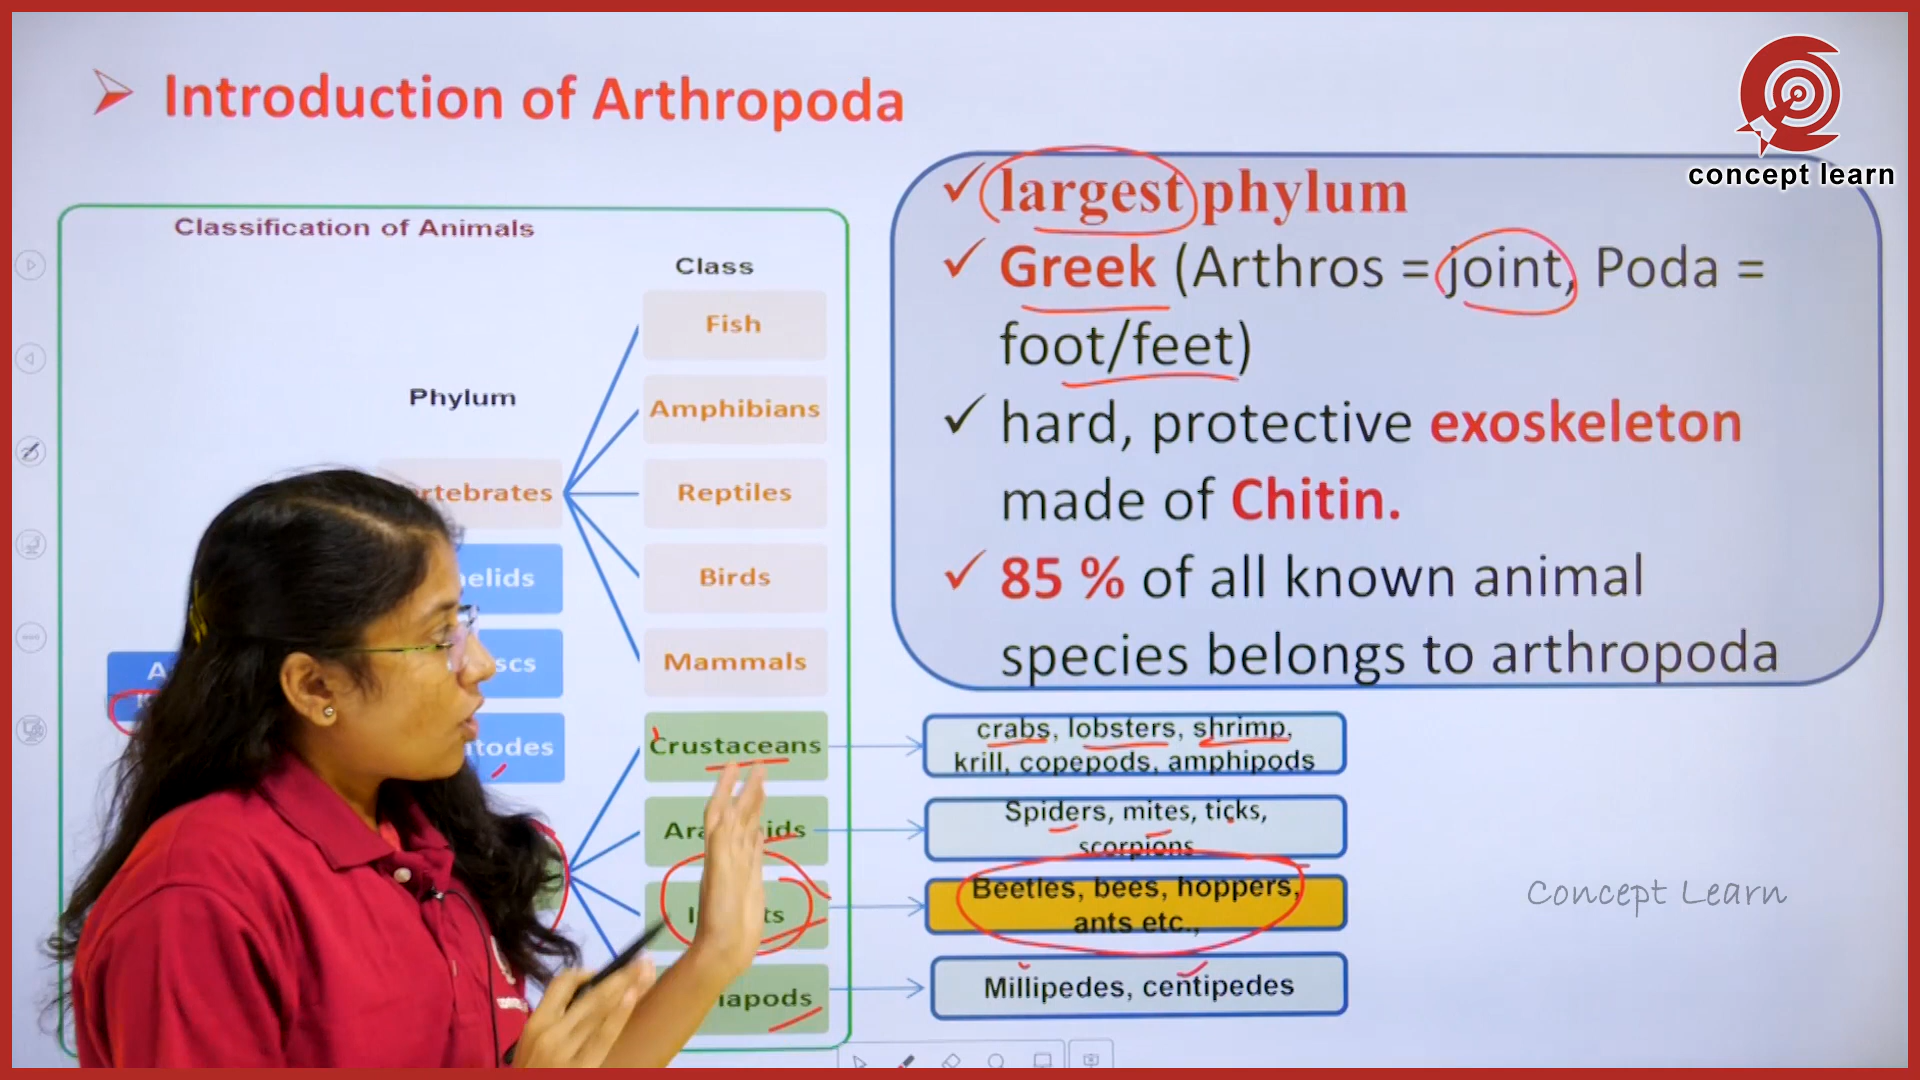 Introduction of Arthropoda
concept learn
largest phylum
Greek (Arthros = joint, Poda =
foot/feet)
hard, protective exoskeleton
made of Chitin.
85 % of all known animal
species belongs to arthropoda
Classification of Animals
Class
Phylum
Fish
Amphibians
Reptiles
Birds
Mammals
Crustaceans
crabs, lobsters, shrimp,
krill, copepods, amphipods
Spiders, mites, ticks,
scorpions
Beetles, bees, hoppers,
ants etc.,
Millipedes, centipedes
Concept Learn